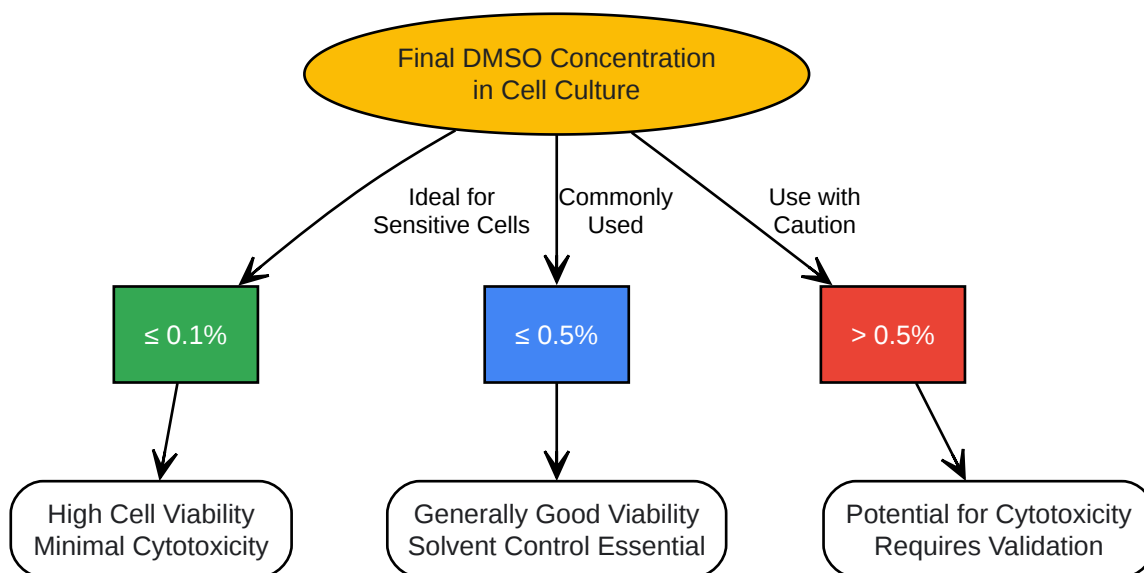 Final DMSO Concentration
in Cell Culture
Ideal for
Sensitive Cells
Commonly
Used
Use with
Caution
≤ 0.1%
≤ 0.5%
> 0.5%
High Cell Viability
Minimal Cytotoxicity
Generally Good Viability
Solvent Control Essential
Potential for Cytotoxicity
Requires Validation